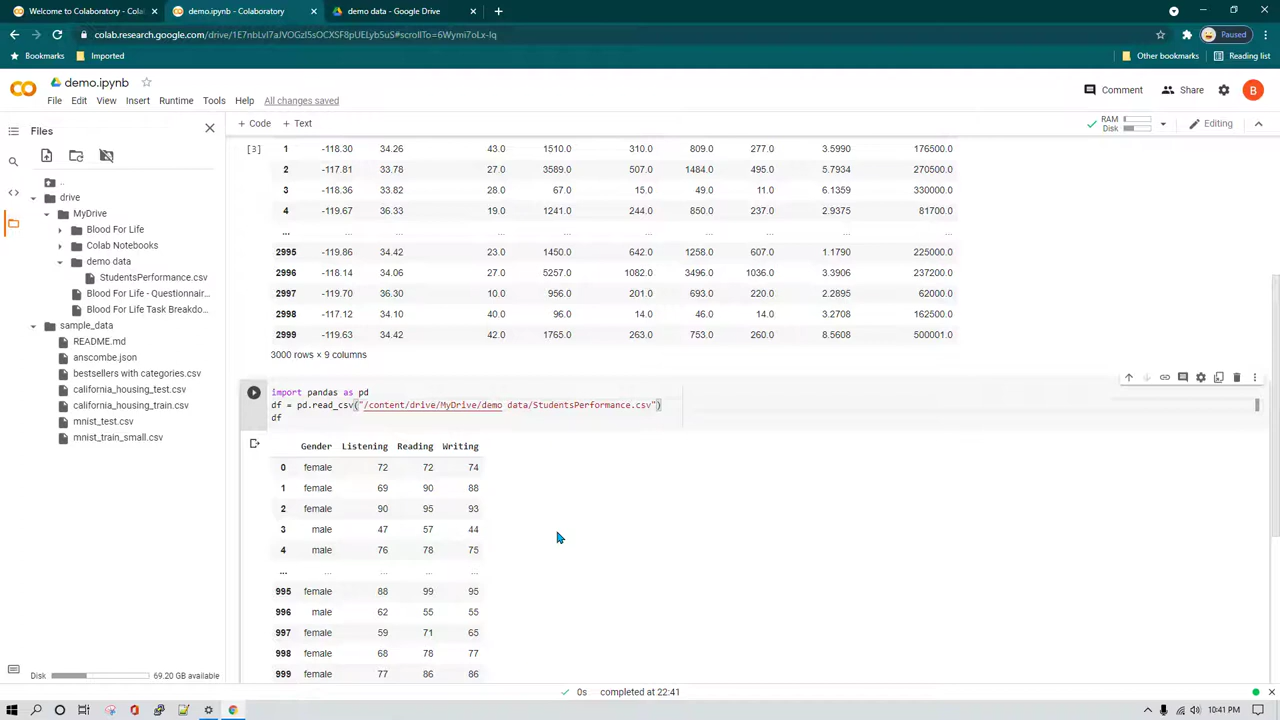 Welcome to Colaboratory - Colab
demo.ipynb - Colaboratory
demo data - Google Drive
colab.research.google.com/drive/1E7nbLvI7aJVOGzI5sOCXSF8pUELyb5uS#scrollTo=6Wymi7oLx-Iq
Paused
Bookmarks
Imported
Other bookmarks
Reading list
demo.ipynb
File Edit View Insert Runtime Tools Help All changes saved
Comment
Share
B
Files
+ Code + Text
RAM
Disk
Editing
..
drive
MyDrive
Blood For Life
Colab Notebooks
demo data
StudentsPerformance.csv
Blood For Life - Questionnair...
Blood For Life Task Breakdo...
sample_data
README.md
anscombe.json
bestsellers with categories.csv
california_housing_test.csv
california_housing_train.csv
mnist_test.csv
mnist_train_small.csv
Disk
69.20 GB available
[3]
1 -118.30 34.26 43.0 1510.0 310.0 809.0 277.0 3.5990 176500.0
2 -117.81 33.78 27.0 3589.0 507.0 1484.0 495.0 5.7934 270500.0
3 -118.36 33.82 28.0 67.0 15.0 49.0 11.0 6.1359 330000.0
4 -119.67 36.33 19.0 1241.0 244.0 850.0 237.0 2.9375 81700.0
... ... ... ... ... ... ... ... ... ...
2995 -119.86 34.42 23.0 1450.0 642.0 1258.0 607.0 1.1790 225000.0
2996 -118.14 34.06 27.0 5257.0 1082.0 3496.0 1036.0 3.3906 237200.0
2997 -119.70 36.30 10.0 956.0 201.0 693.0 220.0 2.2895 62000.0
2998 -117.12 34.10 40.0 96.0 14.0 46.0 14.0 3.2708 162500.0
2999 -119.63 34.42 42.0 1765.0 263.0 753.0 260.0 8.5608 500001.0
3000 rows × 9 columns
import pandas as pd
df = pd.read_csv("/content/drive/MyDrive/demo data/StudentsPerformance.csv")
df
Gender Listening Reading Writing
0 female 72 72 74
1 female 69 90 88
2 female 90 95 93
3 male 47 57 44
4 male 76 78 75
... ... ... ... ...
995 female 88 99 95
996 male 62 55 55
997 female 59 71 65
998 female 68 78 77
999 female 77 86 86
0s completed at 22:41
10:41 PM